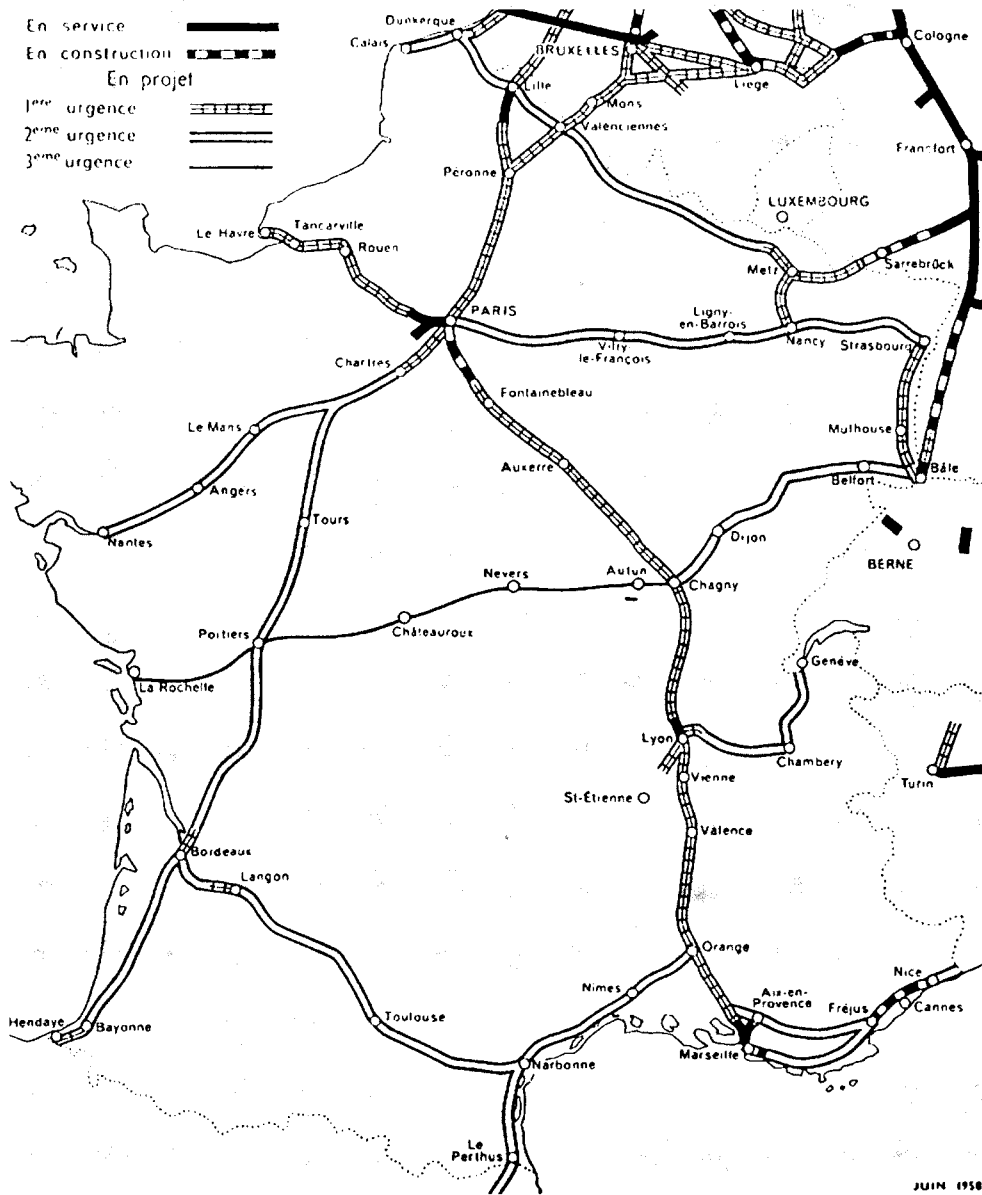 En service
En construction
En projet
1ère urgence
2ème urgence
3ème urgence
Dunkerque
Calais
BRUXELLES
Cologne
Liège
Lille
Mons
Valenciennes
Francfort
Péronne
LUXEMBOURG
Le Havre
Tancarville
Rouen
Metz
Sarrebrück
PARIS
Ligny-
en-Barrois
Vitry
le-François
Nancy
Strasbourg
Chartres
Fontainebleau
Le Mans
Mulhouse
Auxerre
Belfort
Bâle
Angers
Tours
Nantes
Dijon
BERNE
Nevers
Autun
Chagny
Châteauroux
Poitiers
Genève
La Rochelle
Lyon
Chambéry
Vienne
Turin
St-Étienne
Valence
Bordeaux
Langon
Orange
Nice
Nimes
Aix-en-
Provence
Fréjus
Cannes
Hendaye
Bayonne
Toulouse
Marseille
Narbonne
Le
Perthus
JUIN 1958